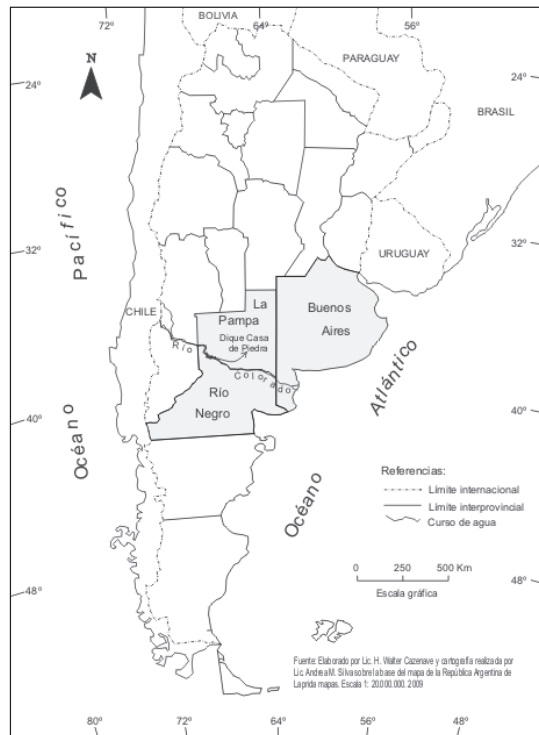 72º 64º 56º
BOLIVIA
N
PARAGUAY
24º 24º
BRASIL
Pacífico
32º 32º
URUGUAY
CHILE
La
Pampa
Buenos
Aires
Dique Casa
de Piedra
Río
Colorado
Río
Negro
Atlántico
40º 40º
Océano
Océano
Referencias:
Límite internacional
Límite interprovincial
Curso de agua
0 250 500 Km
Escala gráfica
48º 48º
Fuente: Elaborado por Lic. H. Walter Cazenave y cartografía realizada por
Lic. Andrea M. Silva sobre la base del mapa de la República Argentina de
Laprida mapas. Escala 1: 20.000.000. 2009
80º 72º 64º 56º 48º